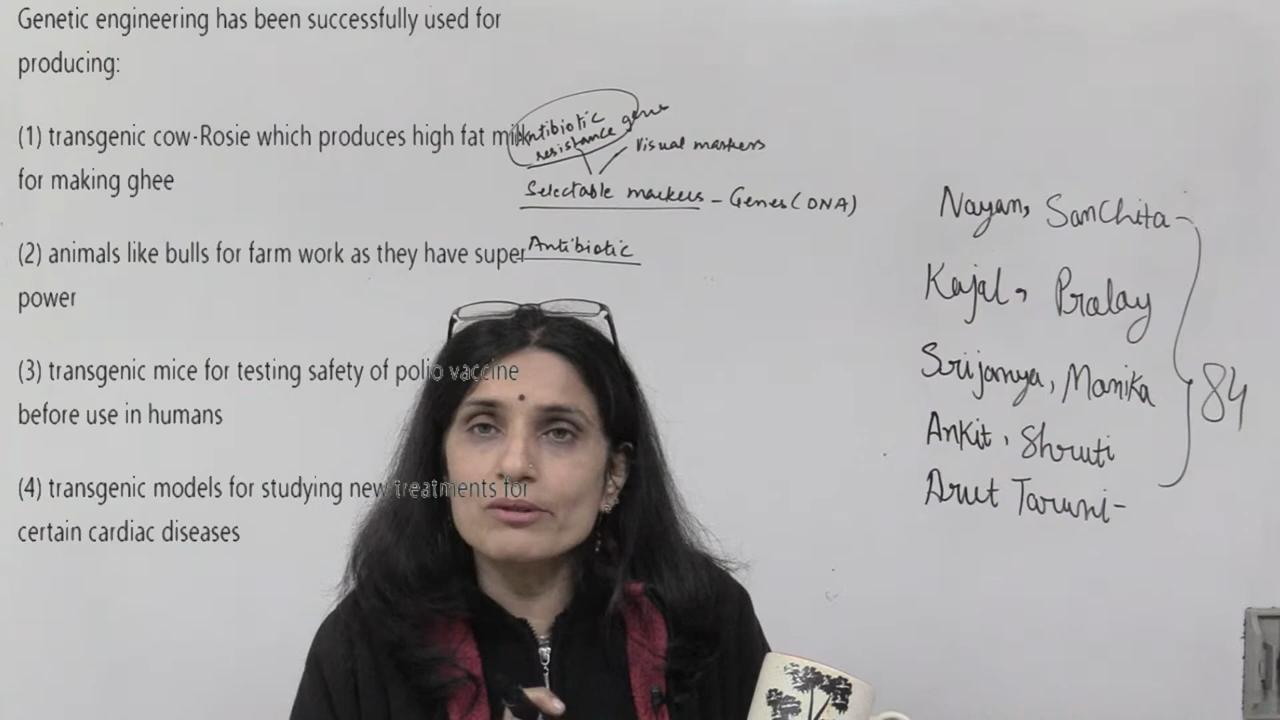 Genetic engineering has been successfully used for
producing:
(1) transgenic cow-Rosie which produces high fat milk
for making ghee
(2) animals like bulls for farm work as they have super
power
(3) transgenic mice for testing safety of polio vaccine
before use in humans
(4) transgenic models for studying new treatments for
certain cardiac diseases
Antibiotic
resistance gene
Visual markers
Selectable markers - Genes (DNA)
Antibiotic
Nayan, Sanchita -
Kajal, Pralay
Srijanya, Manika
Ankit, Shruti
Taruni-
84